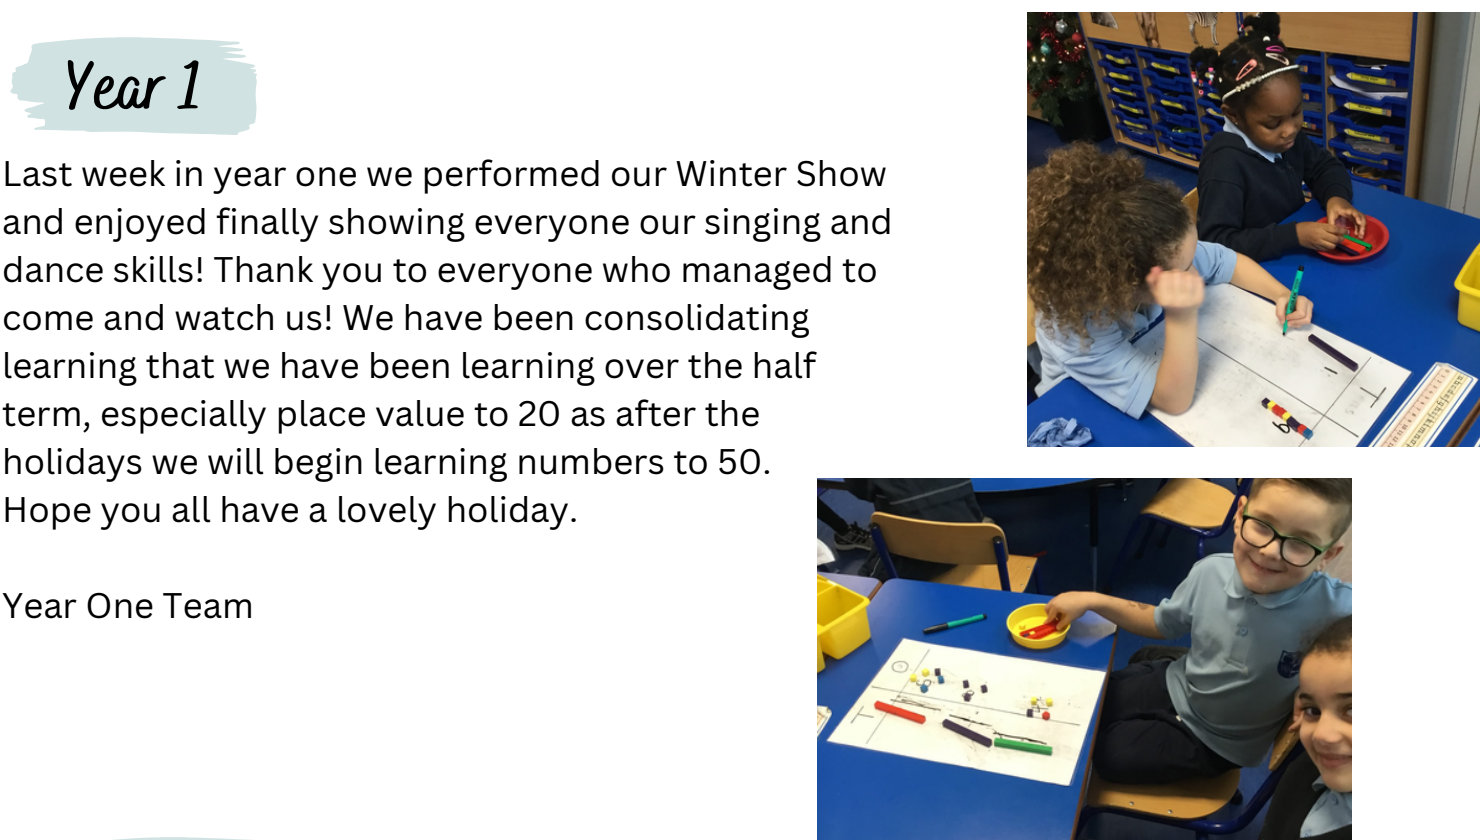 Year 1
Last week in year one we performed our Winter Show
and enjoyed finally showing everyone our singing and
dance skills! Thank you to everyone who managed to
come and watch us! We have been consolidating
learning that we have been learning over the half
term, especially place value to 20 as after the
holidays we will begin learning numbers to 50.
Hope you all have a lovely holiday.
Year One Team
T
9
O
T